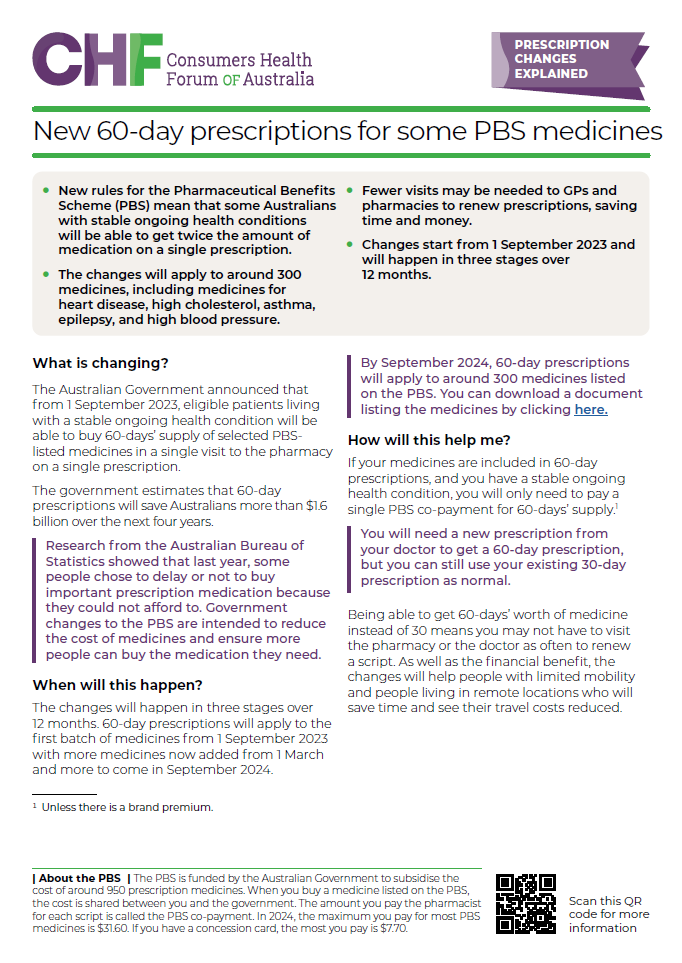 CHF Consumers Health
Forum OF Australia
PRESCRIPTION
CHANGES
EXPLAINED
New 60-day prescriptions for some PBS medicines
• New rules for the Pharmaceutical Benefits
Scheme (PBS) mean that some Australians
with stable ongoing health conditions
will be able to get twice the amount of
medication on a single prescription.
• The changes will apply to around 300
medicines, including medicines for
heart disease, high cholesterol, asthma,
epilepsy, and high blood pressure.
• Fewer visits may be needed to GPs and
pharmacies to renew prescriptions, saving
time and money.
• Changes start from 1 September 2023 and
will happen in three stages over
12 months.
What is changing?
The Australian Government announced that
from 1 September 2023, eligible patients living
with a stable ongoing health condition will be
able to buy 60-days’ supply of selected PBS-
listed medicines in a single visit to the pharmacy
on a single prescription.
The government estimates that 60-day
prescriptions will save Australians more than $1.6
billion over the next four years.
Research from the Australian Bureau of
Statistics showed that last year, some
people chose to delay or not to buy
important prescription medication because
they could not afford to. Government
changes to the PBS are intended to reduce
the cost of medicines and ensure more
people can buy the medication they need.
When will this happen?
The changes will happen in three stages over
12 months. 60-day prescriptions will apply to the
first batch of medicines from 1 September 2023
with more medicines now added from 1 March
and more to come in September 2024.
By September 2024, 60-day prescriptions
will apply to around 300 medicines listed
on the PBS. You can download a document
listing the medicines by clicking here.
How will this help me?
If your medicines are included in 60-day
prescriptions, and you have a stable ongoing
health condition, you will only need to pay a
single PBS co-payment for 60-days’ supply.¹
You will need a new prescription from
your doctor to get a 60-day prescription,
but you can still use your existing 30-day
prescription as normal.
Being able to get 60-days’ worth of medicine
instead of 30 means you may not have to visit
the pharmacy or the doctor as often to renew
a script. As well as the financial benefit, the
changes will help people with limited mobility
and people living in remote locations who will
save time and see their travel costs reduced.
¹ Unless there is a brand premium.
| About the PBS | The PBS is funded by the Australian Government to subsidise the
cost of around 950 prescription medicines. When you buy a medicine listed on the PBS,
the cost is shared between you and the government. The amount you pay the pharmacist
for each script is called the PBS co-payment. In 2024, the maximum you pay for most PBS
medicines is $31.60. If you have a concession card, the most you pay is $7.70.
Scan this QR
code for more
information